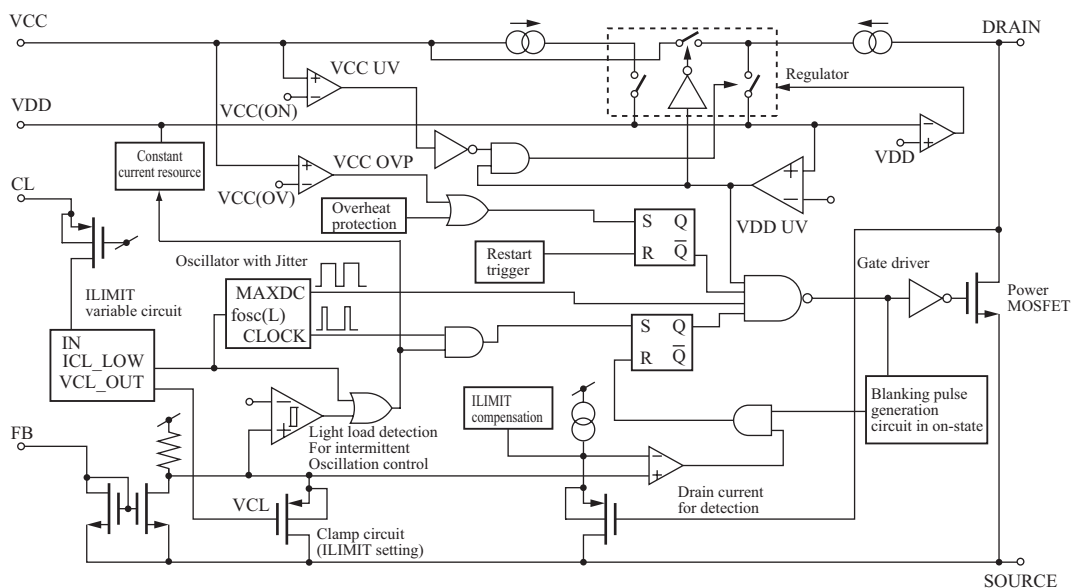 VCC
DRAIN
VCC UV
+
−
VCC(ON)
Regulator
VDD
−
+
VDD
Constant
current resource
VCC OVP
+
−
VCC(OV)
+
−
VDD UV
CL
Overheat
protection
S Q
R Q
Restart
trigger
Oscillator with Jitter
Gate driver
Power
MOSFET
ILIMIT
variable circuit
MAXDC
fosc(L)
CLOCK
S Q
R Q
IN
ICL_LOW
VCL_OUT
ILIMIT
compensation
Blanking pulse
generation
circuit in on-state
FB
−
+
Light load detection
For intermittent
Oscillation control
−
+
Drain current
for detection
VCL
Clamp circuit
(ILIMIT setting)
SOURCE